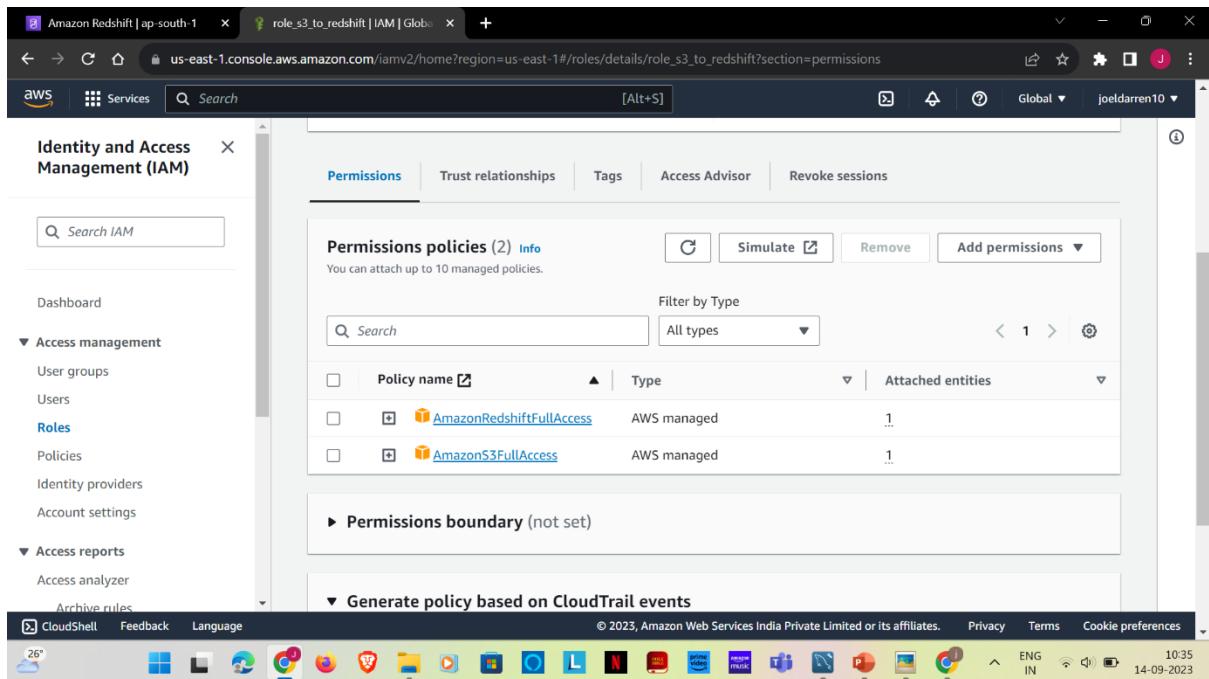 Amazon Redshift | ap-south-1
role_s3_to_redshift | IAM | Globa
us-east-1.console.aws.amazon.com/iamv2/home?region=us-east-1#/roles/details/role_s3_to_redshift?section=permissions
J
aws Services Search [Alt+S] Global joeldarren10
Identity and Access
Management (IAM)
Search IAM
Dashboard
Access management
User groups
Users
Roles
Policies
Identity providers
Account settings
Access reports
Access analyzer
Archive rules
Permissions Trust relationships Tags Access Advisor Revoke sessions
Permissions policies (2) Info
You can attach up to 10 managed policies.
Simulate Remove Add permissions
Filter by Type
Search All types 1
Policy name Type Attached entities
AmazonRedshiftFullAccess AWS managed 1
AmazonS3FullAccess AWS managed 1
Permissions boundary (not set)
Generate policy based on CloudTrail events
CloudShell Feedback Language © 2023, Amazon Web Services India Private Limited or its affiliates. Privacy Terms Cookie preferences
26°
L N prime video music
ENG
IN
10:35
14-09-2023